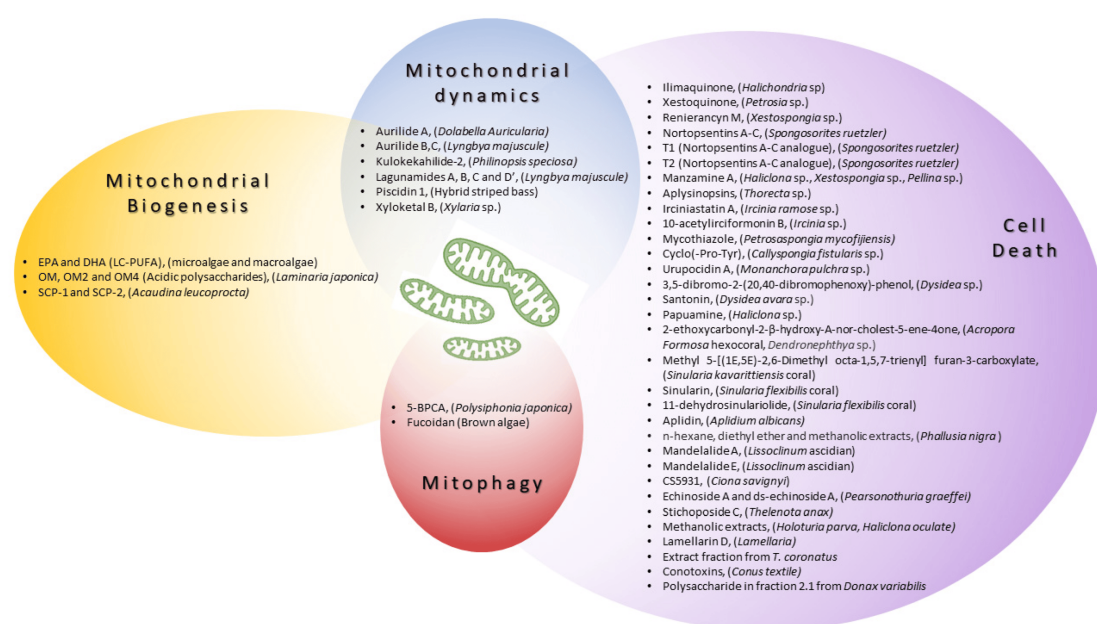 Mitochondrial
dynamics
• Aurilide A, (Dolabella Auricularia)
• Aurilide B,C, (Lyngbya majuscule)
• Kulokekahilide-2, (Philinopsis speciosa)
• Lagunamides A, B, C and D’, (Lyngbya majuscule)
• Piscidin 1, (Hybrid striped bass)
• Xyloketal B, (Xylaria sp.)
Mitochondrial
Biogenesis
• EPA and DHA (LC-PUFA), (microalgae and macroalgae)
• OM, OM2 and OM4 (Acidic polysaccharides), (Laminaria japonica)
• SCP-1 and SCP-2, (Acaudina leucoprocta)
• 5-BPCA, (Polysiphonia japonica)
• Fucoidan (Brown algae)
Mitophagy
Cell
Death
• Ilimaquinone, (Halichondria sp)
• Xestoquinone, (Petrosia sp.)
• Renierancyn M, (Xestospongia sp.)
• Nortopsentins A-C, (Spongosorites ruetzler)
• T1 (Nortopsentins A-C analogue), (Spongosorites ruetzler)
• T2 (Nortopsentins A-C analogue), (Spongosorites ruetzler)
• Manzamine A, (Haliclona sp., Xestospongia sp., Pellina sp.)
• Aplysinopsins, (Thorecta sp.)
• Irciniastatin A, (Ircinia ramose sp.)
• 10-acetylirciformonin B, (Ircinia sp.)
• Mycothiazole, (Petrosaspongia mycofijiensis)
• Cyclo(-Pro-Tyr), (Callyspongia fistularis sp.)
• Urupocidin A, (Monanchora pulchra sp.)
• 3,5-dibromo-2-(20,40-dibromophenoxy)-phenol, (Dysidea sp.)
• Santonin, (Dysidea avara sp.)
• Papuamine, (Haliclona sp.)
• 2-ethoxycarbonyl-2-β-hydroxy-A-nor-cholest-5-ene-4one, (Acropora
Formosa hexocoral, Dendronephthya sp.)
• Methyl 5-[(1E,5E)-2,6-Dimethyl octa-1,5,7-trienyl] furan-3-carboxylate,
(Sinularia kavarittiensis coral)
• Sinularin, (Sinularia flexibilis coral)
• 11-dehydrosinulariolide, (Sinularia flexibilis coral)
• Aplidin, (Aplidium albicans)
• n-hexane, diethyl ether and methanolic extracts, (Phallusia nigra )
• Mandelalide A, (Lissoclinum ascidian)
• Mandelalide E, (Lissoclinum ascidian)
• CS5931, (Ciona savignyi)
• Echinoside A and ds-echinoside A, (Pearsonothuria graeffei)
• Stichoposide C, (Thelenota anax)
• Methanolic extracts, (Holoturia parva, Haliclona oculate)
• Lamellarin D, (Lamellaria)
• Extract fraction from T. coronatus
• Conotoxins, (Conus textile)
• Polysaccharide in fraction 2.1 from Donax variabilis